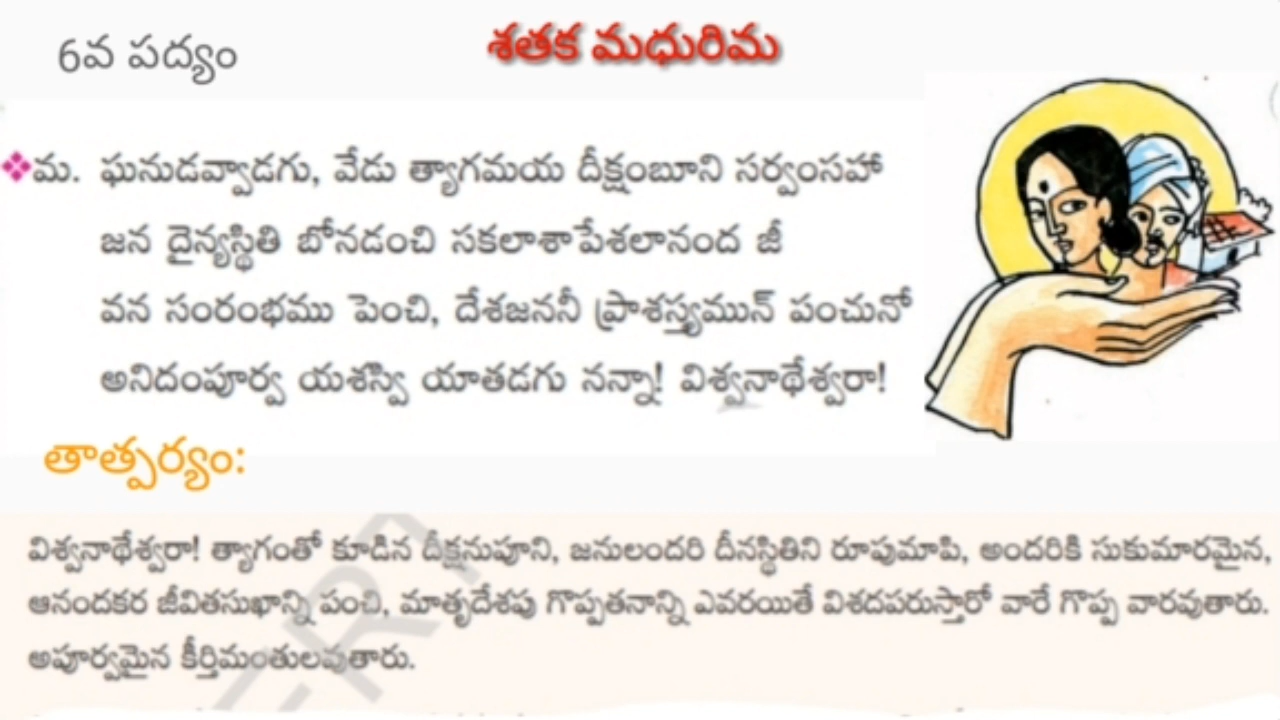 6వ పద్యం
శతక మధురిమ
❖మ. ఘనుడవ్వాడగు, వేడు త్యాగమయ దీక్షంబూని సర్వంసహా
జన దైన్యస్థితి బోనడంచి సకలాశాపేశలానంద జీ
వన సంరంభము పెంచి, దేశజననీ ప్రాశస్త్యమున్ పంచునో
అనిదంపూర్వ యశస్వి యాతడగు నన్నా! విశ్వనాథేశ్వరా!
తాత్పర్యం:
విశ్వనాథేశ్వరా! త్యాగంతో కూడిన దీక్షనుపూని, జనులందరి దీనస్థితిని రూపుమాపి, అందరికి సుకుమారమైన,
ఆనందకర జీవితసుఖాన్ని పంచి, మాతృదేశపు గొప్పతనాన్ని ఎవరయితే విశదపరుస్తారో వారే గొప్ప వారవుతారు.
అపూర్వమైన కీర్తిమంతులవుతారు.